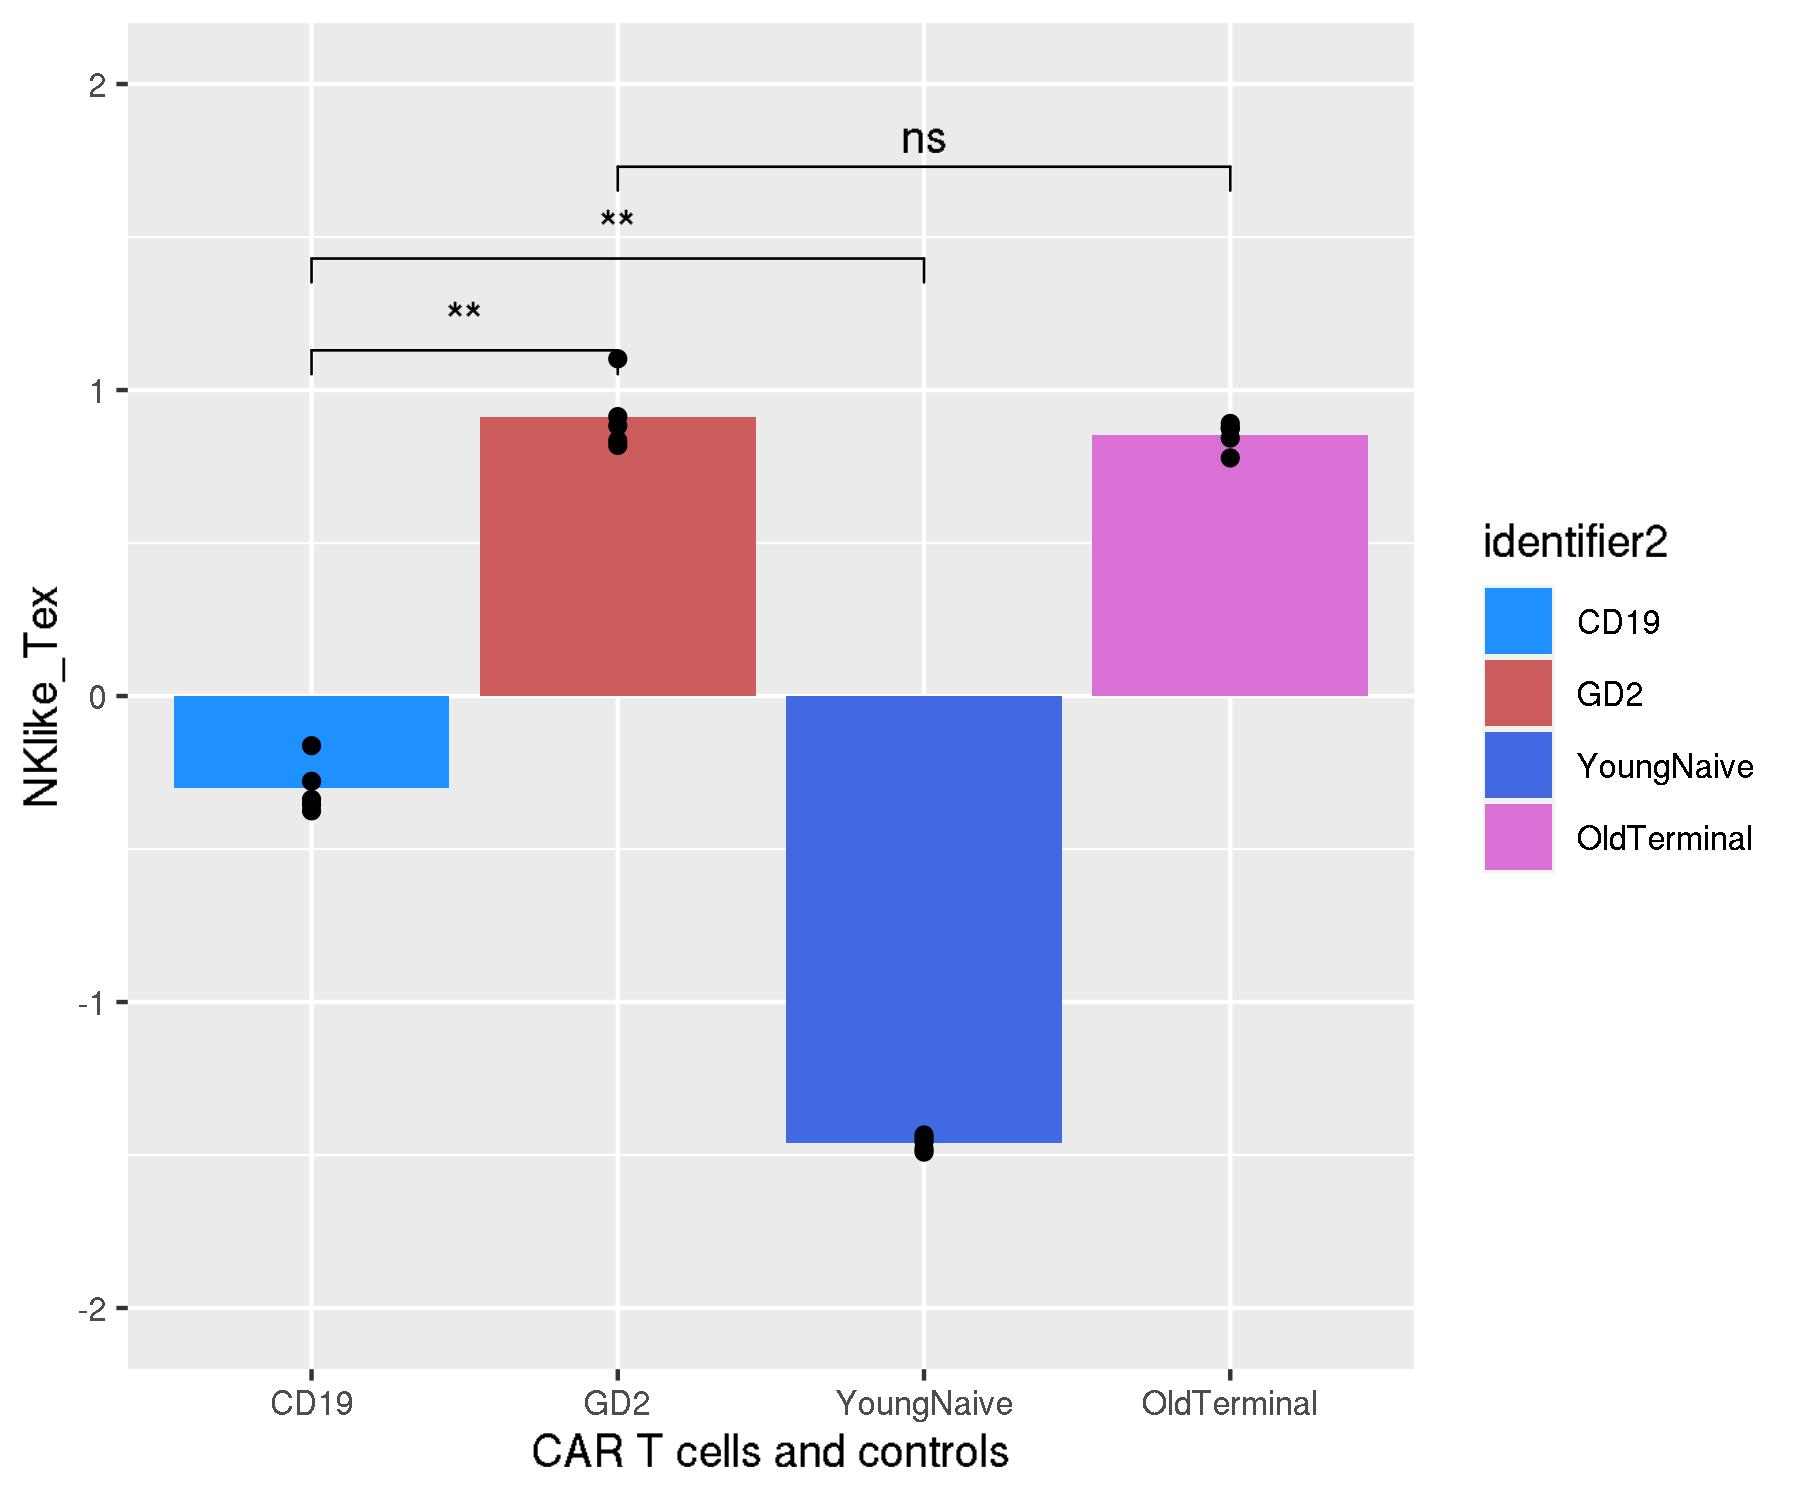 2
1
0
-1
-2
NKlike_Tex
ns
**
**
CD19
GD2
YoungNaive
OldTerminal
CAR T cells and controls
identifier2
CD19
GD2
YoungNaive
OldTerminal